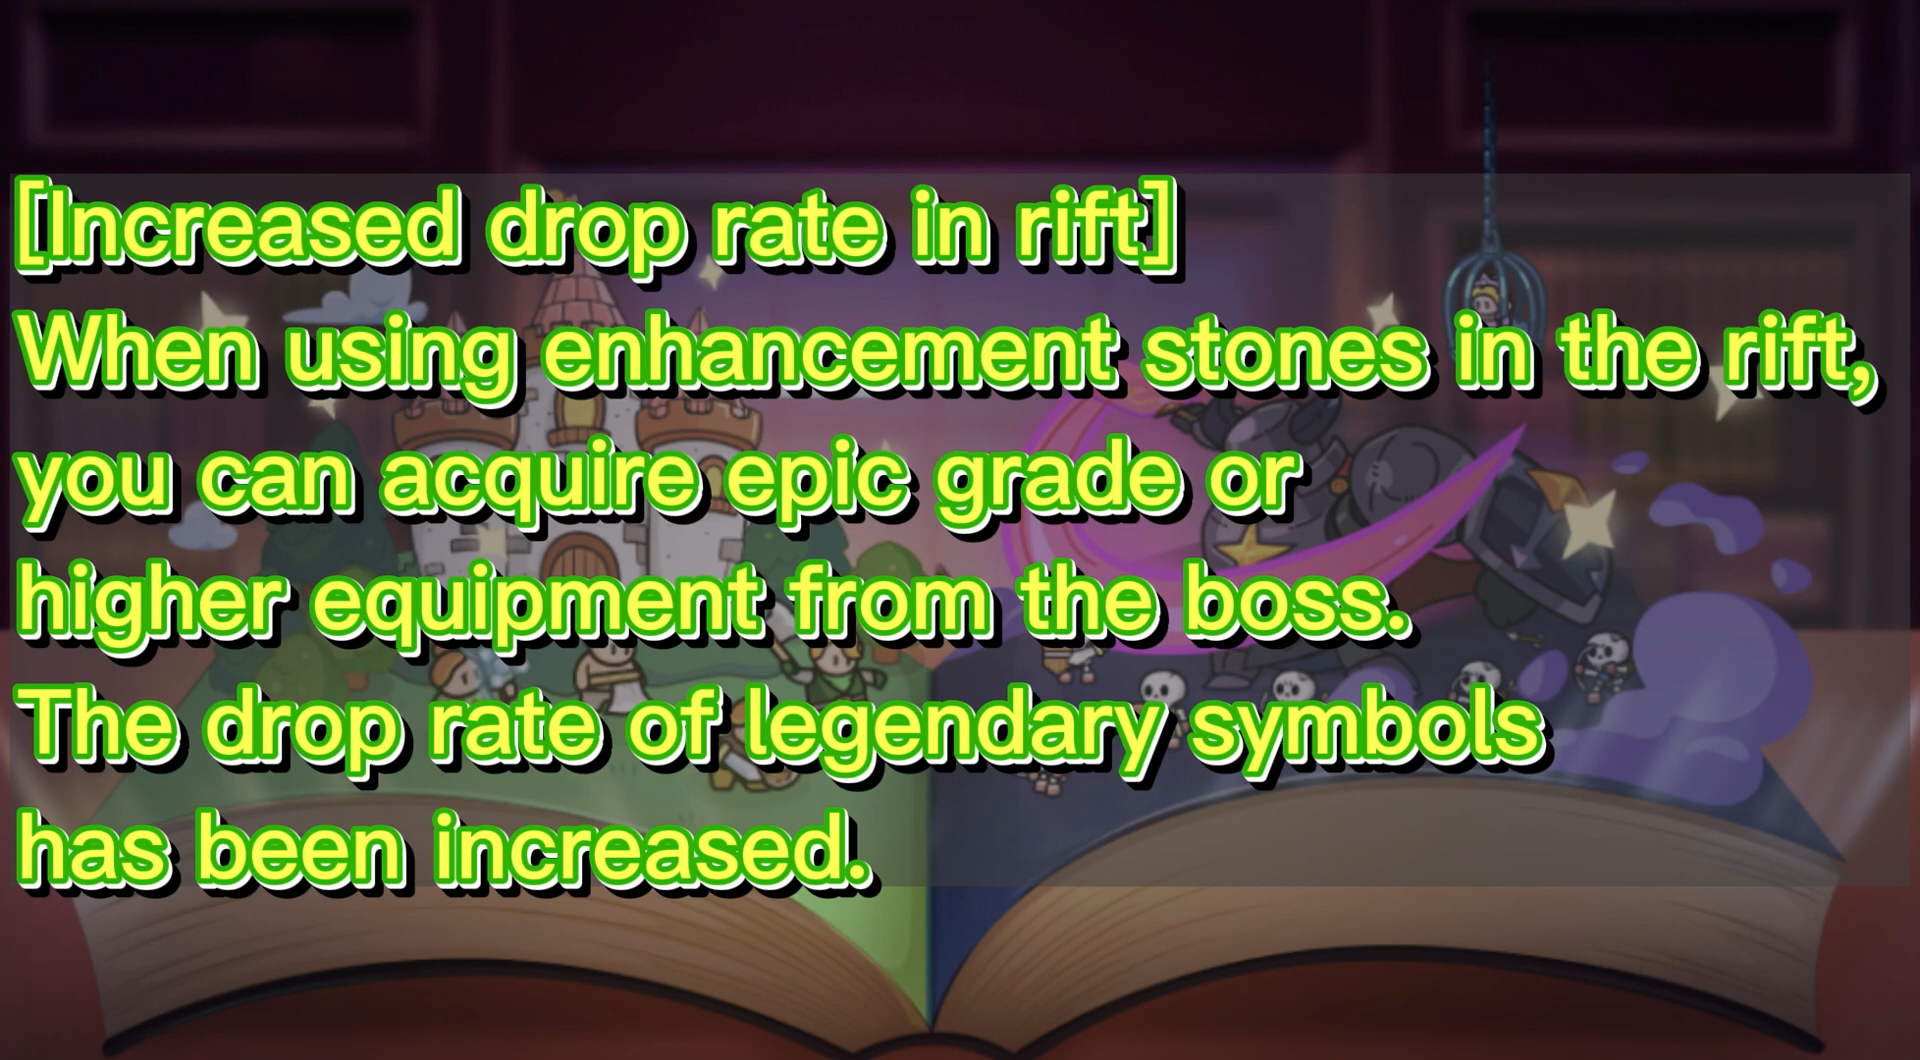 [Increased drop rate in rift]
When using enhancement stones in the rift,
you can acquire epic grade or
higher equipment from the boss.
The drop rate of legendary symbols
has been increased.